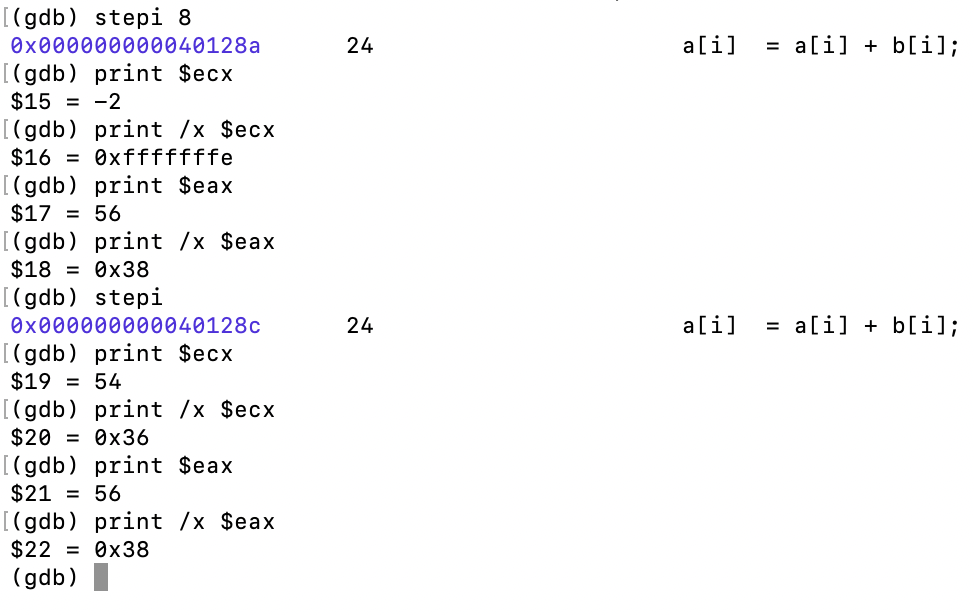 [(gdb) stepi 8
0x000000000040128a      24                      a[i]  = a[i] + b[i];
[(gdb) print $ecx
$15 = -2
[(gdb) print /x $ecx
$16 = 0xfffffffe
[(gdb) print $eax
$17 = 56
[(gdb) print /x $eax
$18 = 0x38
[(gdb) stepi
0x000000000040128c      24                      a[i]  = a[i] + b[i];
[(gdb) print $ecx
$19 = 54
[(gdb) print /x $ecx
$20 = 0x36
[(gdb) print $eax
$21 = 56
[(gdb) print /x $eax
$22 = 0x38
(gdb)